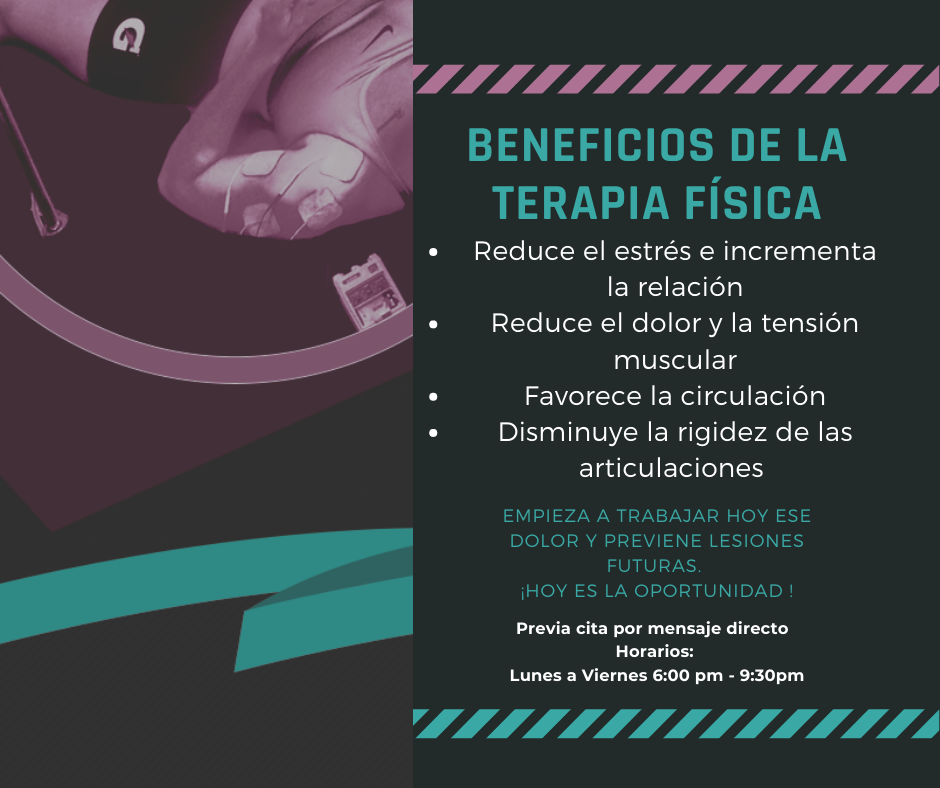 G
BENEFICIOS DE LA
TERAPIA FÍSICA
• Reduce el estrés e incrementa
la relación
• Reduce el dolor y la tensión
muscular
• Favorece la circulación
• Disminuye la rigidez de las
articulaciones
EMPIEZA A TRABAJAR HOY ESE
DOLOR Y PREVIENE LESIONES
FUTURAS.
¡HOY ES LA OPORTUNIDAD !
Previa cita por mensaje directo
Horarios:
Lunes a Viernes 6:00 pm - 9:30pm